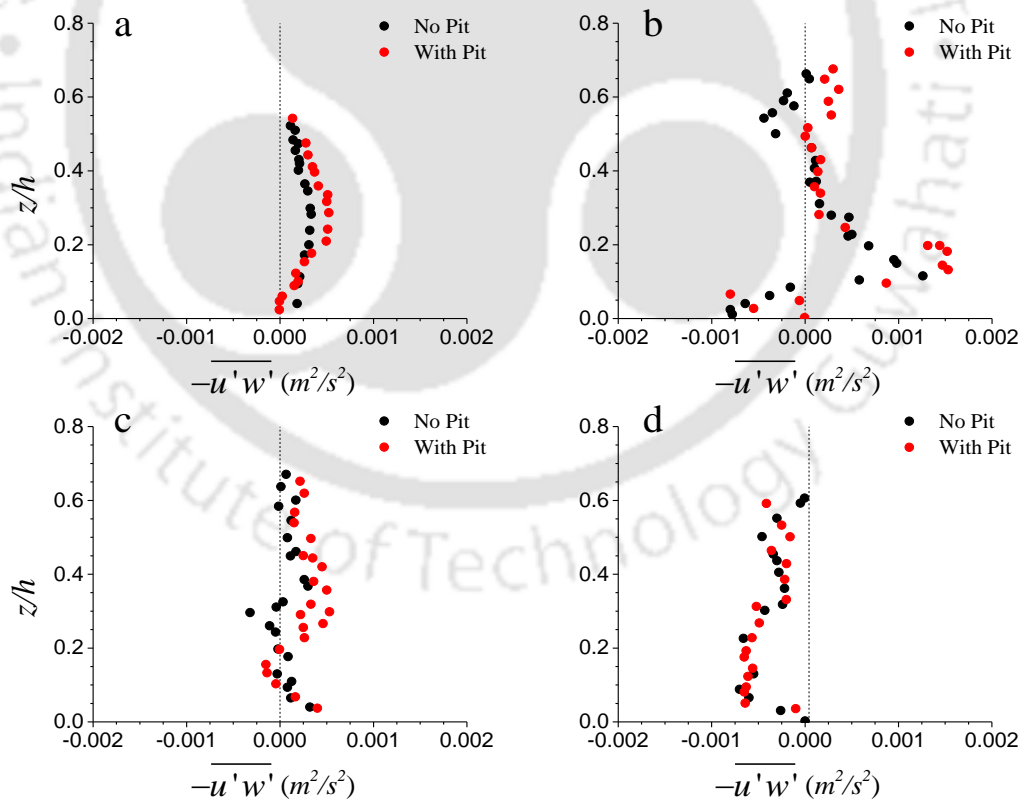 a
No Pit
With Pit
0.8
0.6
0.4
0.2
0.0
z/h
-0.002 -0.001 0.000 0.001 0.002
−u'w' (m²/s²)
b
No Pit
With Pit
0.8
0.6
0.4
0.2
0.0
-0.002 -0.001 0.000 0.001 0.002
−u'w' (m²/s²)
c
No Pit
With Pit
0.8
0.6
0.4
0.2
0.0
z/h
-0.002 -0.001 0.000 0.001 0.002
−u'w' (m²/s²)
d
No Pit
With Pit
0.8
0.6
0.4
0.2
0.0
-0.002 -0.001 0.000 0.001 0.002
−u'w' (m²/s²)
Indian Institute of Technology Guwahati